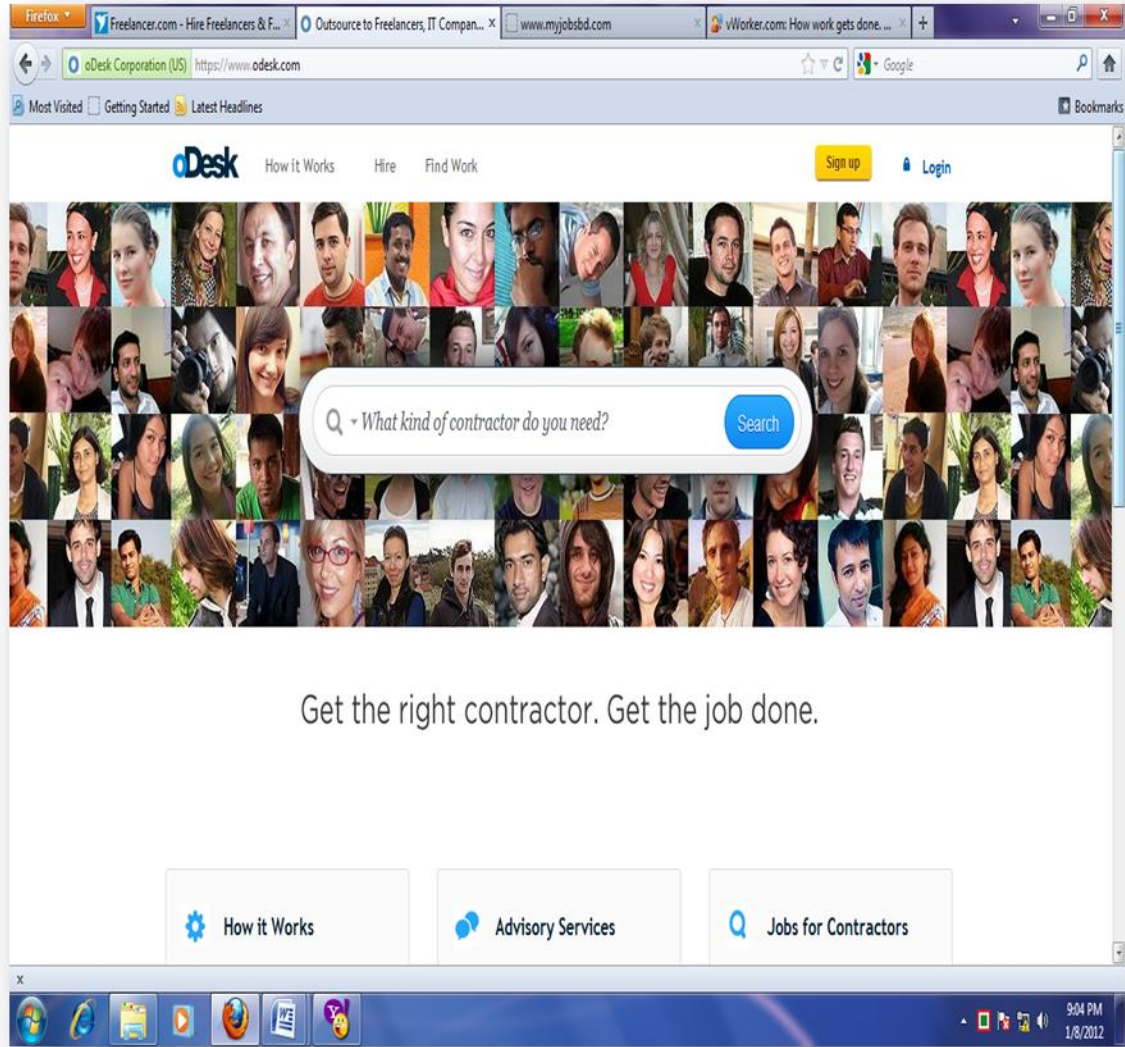 Firefox
Freelancer.com - Hire Freelancers & F...
Outsource to Freelancers, IT Compan...
www.myjobsbd.com
vWorker.com: How work gets done. ...
oDesk Corporation (US) https://www.odesk.com
Google
Most Visited Getting Started Latest Headlines Bookmarks
oDesk How it Works Hire Find Work Sign up Login
What kind of contractor do you need? Search
Get the right contractor. Get the job done.
How it Works Advisory Services Jobs for Contractors
x
9:04 PM
1/8/2012